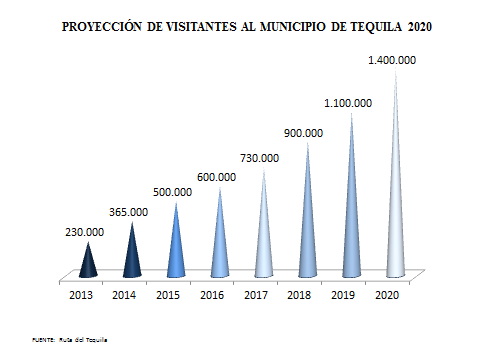 PROYECCIÓN DE VISITANTES AL MUNICIPIO DE TEQUILA 2020
1.400.000
1.100.000
900.000
730.000
600.000
500.000
365.000
230.000
2013 2014 2015 2016 2017 2018 2019 2020
FUENTE: Ruta del Tequila